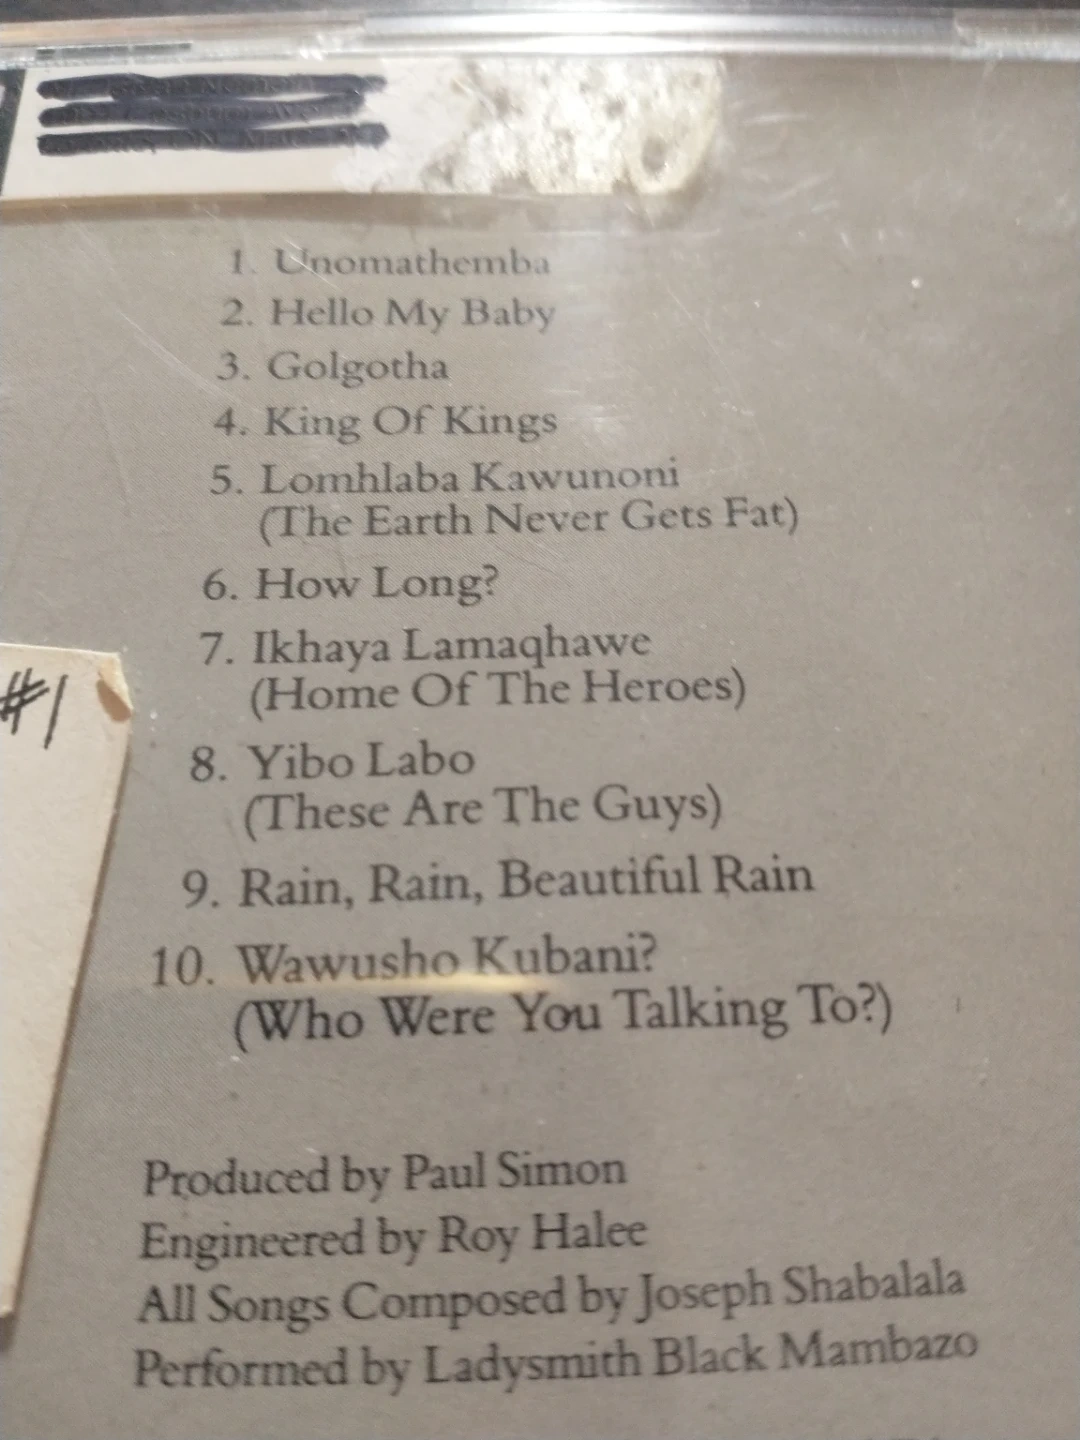 1. Unomathemba
2. Hello My Baby
3. Golgotha
4. King Of Kings
5. Lomhlaba Kawunoni
(The Earth Never Gets Fat)
6. How Long?
#1
7. Ikhaya Lamaqhawe
(Home Of The Heroes)
8. Yibo Labo
(These Are The Guys)
9. Rain, Rain, Beautiful Rain
10. Wawusho Kubani?
(Who Were You Talking To?)
Produced by Paul Simon
Engineered by Roy Halee
All Songs Composed by Joseph Shabalala
Performed by Ladysmith Black Mambazo